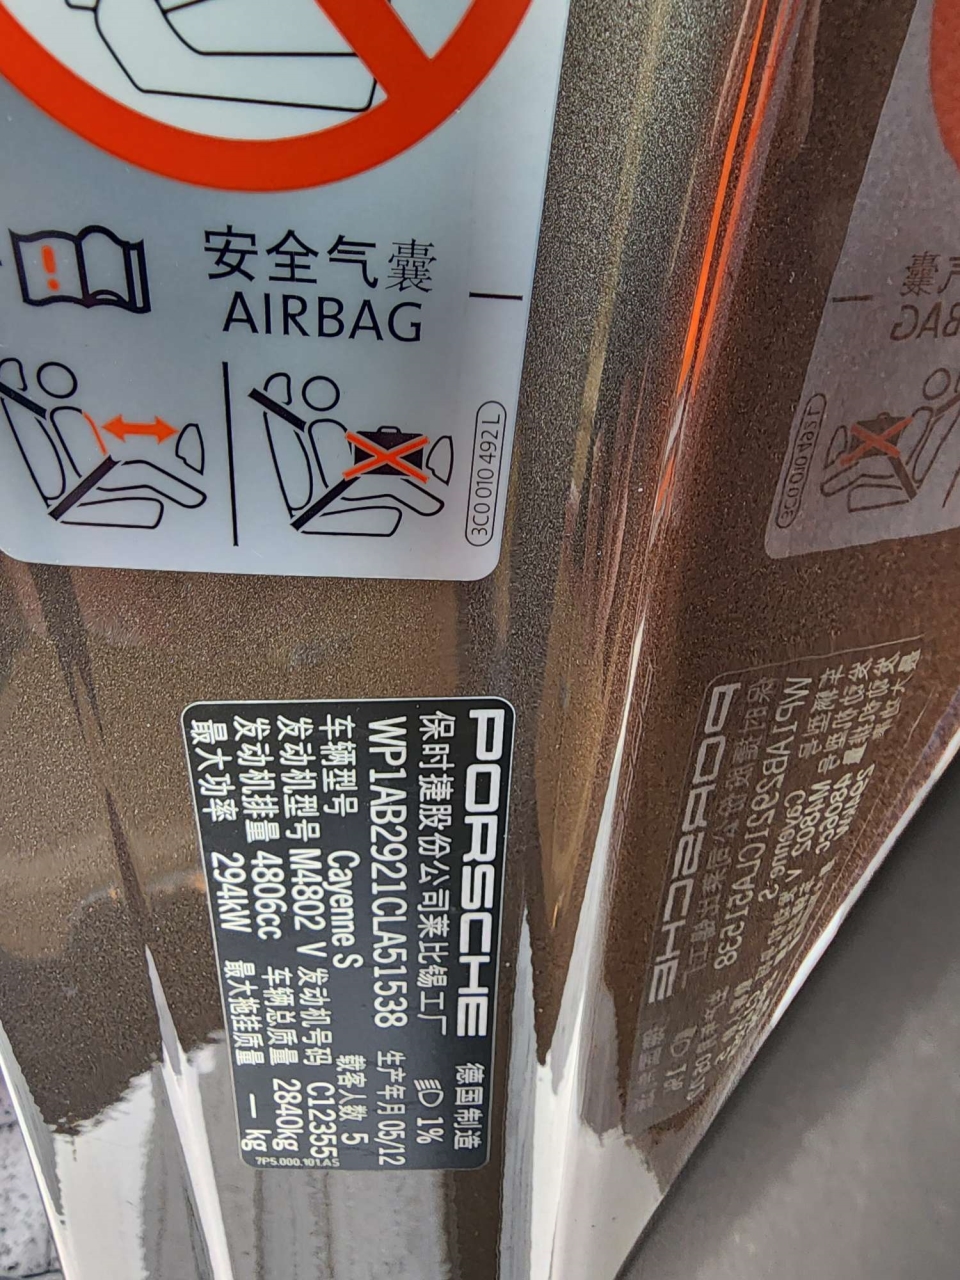 安全气囊
AIRBAG
3C0 010 492 L
PORSCHE 德国制造
保时捷股份公司莱比锡工厂 1%
WP1AB2921CLA51538 生产年月 05/12
车辆型号 Cayenne S 载客人数 5
发动机型号 M4802 V 发动机号码 C12355
发动机排量 4806cc 车辆总质量 2840kg
最大功率 294kW 最大拖挂质量 — kg
7P5.000.101.AS